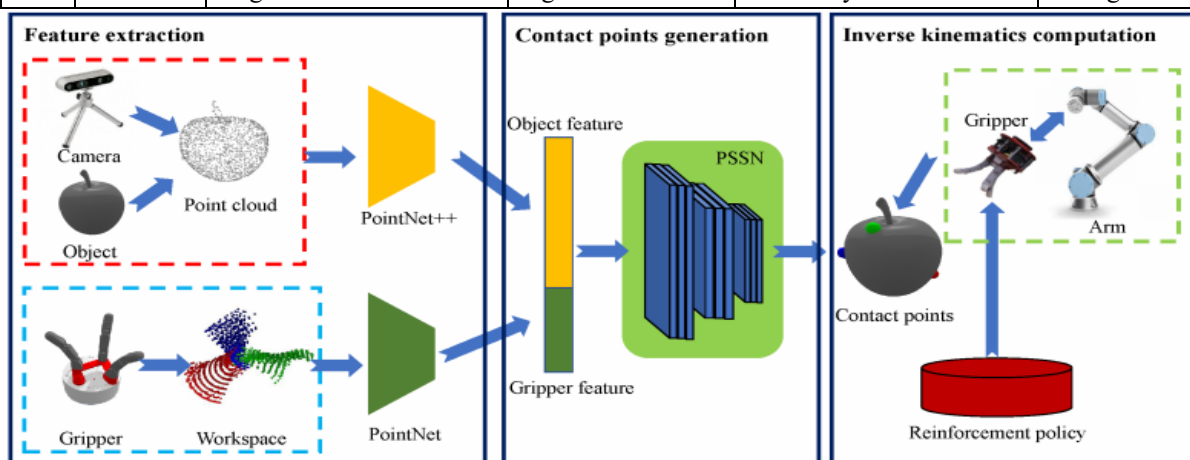 Feature extraction
Camera
Object
Point cloud
PointNet++
Gripper
Workspace
PointNet
Contact points generation
Object feature
Gripper feature
PSSN
Inverse kinematics computation
Gripper
Arm
Contact points
Reinforcement policy